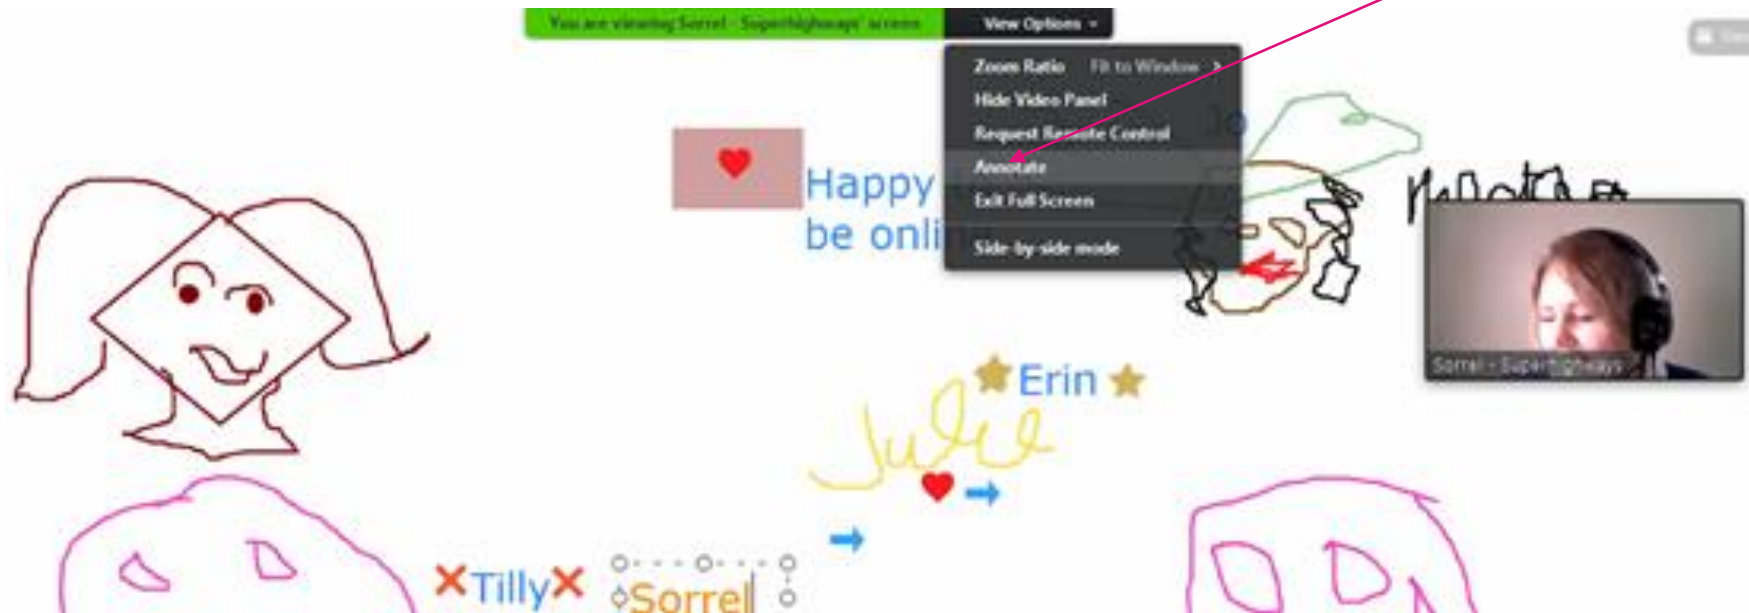 You are viewing Sorrel - Superhighways' screen View Options
Zoom Ratio Fit to Window >
Hide Video Panel
Request Remote Control
Annotate
Exit Full Screen
Side-by-side mode
Happy
be onli
Jo
Sorrel - Superhighways
Erin
Julie
Tilly
Sorrel